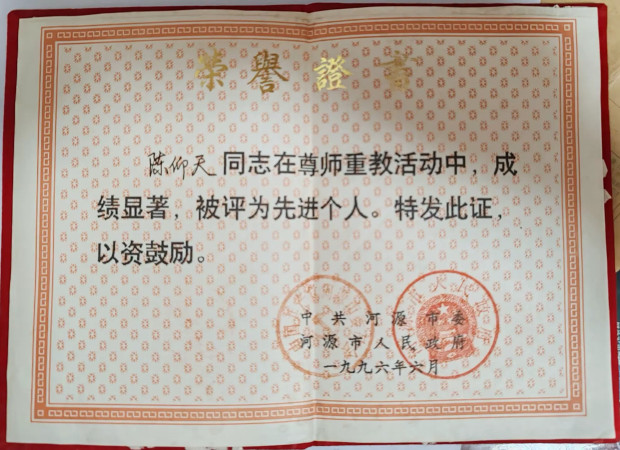 榮譽證書
陈仰天同志在尊师重教活动中，成
绩显著，被评为先进个人。特发此证，
以资鼓励。
中共河源市委
河源市人民政府
一九九六年六月